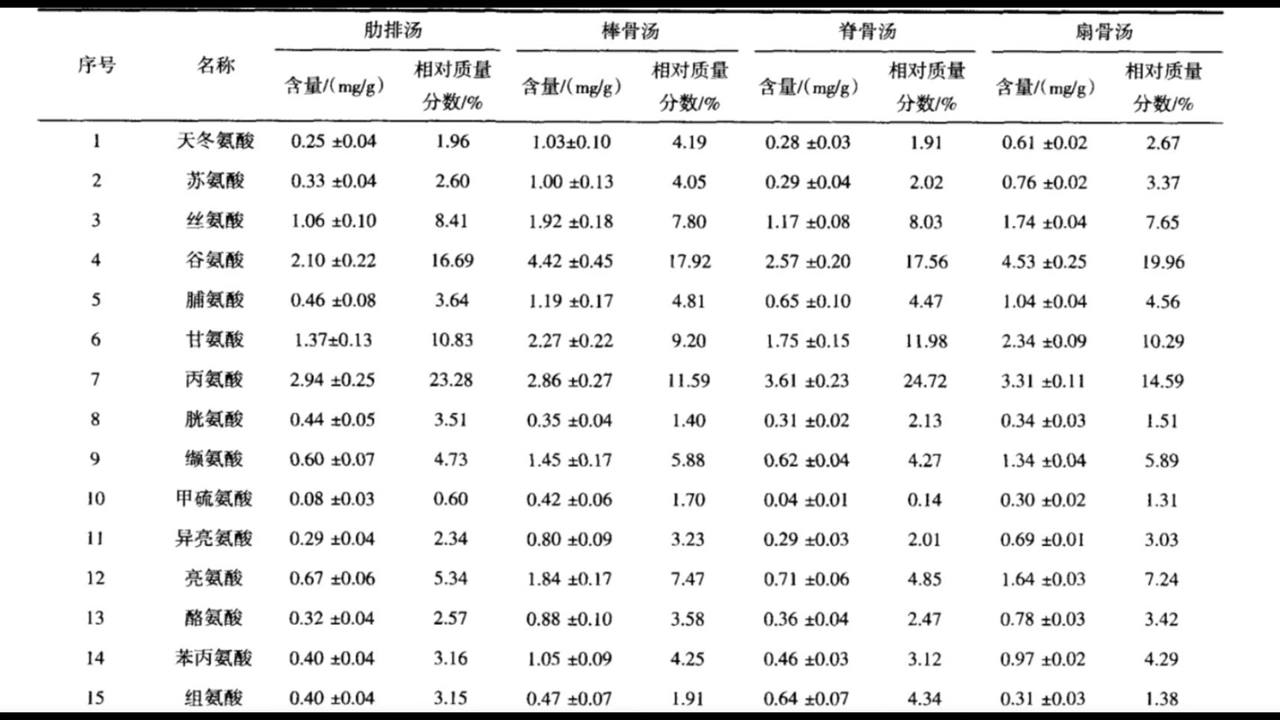 肋排汤 棒骨汤 脊骨汤 扇骨汤
序号 名称 含量/(mg/g) 相对质量分数/% 含量/(mg/g) 相对质量分数/% 含量/(mg/g) 相对质量分数/% 含量/(mg/g) 相对质量分数/%
1 天冬氨酸 0.25 ±0.04 1.96 1.03±0.10 4.19 0.28 ±0.03 1.91 0.61 ±0.02 2.67
2 苏氨酸 0.33 ±0.04 2.60 1.00 ±0.13 4.05 0.29 ±0.04 2.02 0.76 ±0.02 3.37
3 丝氨酸 1.06 ±0.10 8.41 1.92 ±0.18 7.80 1.17 ±0.08 8.03 1.74 ±0.04 7.65
4 谷氨酸 2.10 ±0.22 16.69 4.42 ±0.45 17.92 2.57 ±0.20 17.56 4.53 ±0.25 19.96
5 脯氨酸 0.46 ±0.08 3.64 1.19 ±0.17 4.81 0.65 ±0.10 4.47 1.04 ±0.04 4.56
6 甘氨酸 1.37±0.13 10.83 2.27 ±0.22 9.20 1.75 ±0.15 11.98 2.34 ±0.09 10.29
7 丙氨酸 2.94 ±0.25 23.28 2.86 ±0.27 11.59 3.61 ±0.23 24.72 3.31 ±0.11 14.59
8 胱氨酸 0.44 ±0.05 3.51 0.35 ±0.04 1.40 0.31 ±0.02 2.13 0.34 ±0.03 1.51
9 缬氨酸 0.60 ±0.07 4.73 1.45 ±0.17 5.88 0.62 ±0.04 4.27 1.34 ±0.04 5.89
10 甲硫氨酸 0.08 ±0.03 0.60 0.42 ±0.06 1.70 0.04 ±0.01 0.14 0.30 ±0.02 1.31
11 异亮氨酸 0.29 ±0.04 2.34 0.80 ±0.09 3.23 0.29 ±0.03 2.01 0.69 ±0.01 3.03
12 亮氨酸 0.67 ±0.06 5.34 1.84 ±0.17 7.47 0.71 ±0.06 4.85 1.64 ±0.03 7.24
13 酪氨酸 0.32 ±0.04 2.57 0.88 ±0.10 3.58 0.36 ±0.04 2.47 0.78 ±0.03 3.42
14 苯丙氨酸 0.40 ±0.04 3.16 1.05 ±0.09 4.25 0.46 ±0.03 3.12 0.97 ±0.02 4.29
15 组氨酸 0.40 ±0.04 3.15 0.47 ±0.07 1.91 0.64 ±0.07 4.34 0.31 ±0.03 1.38